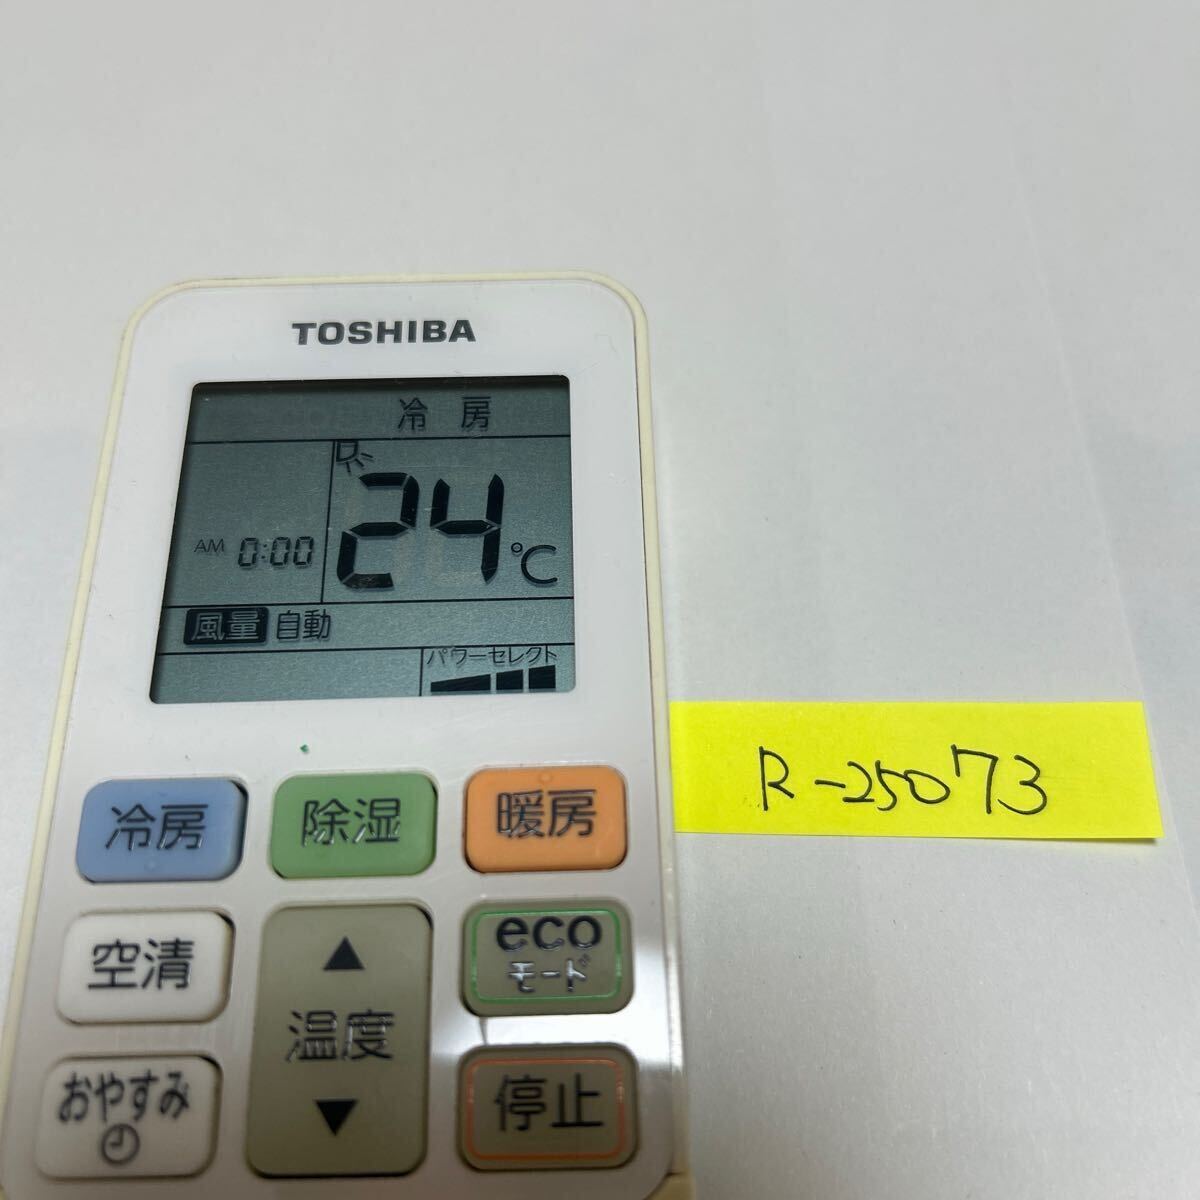 TOSHIBA
冷房
24℃
AM 0:00
風量 自動
パワーセレクト
R-25073
冷房 除湿 暖房
空清
温度
eco
モード
おやすみ
停止